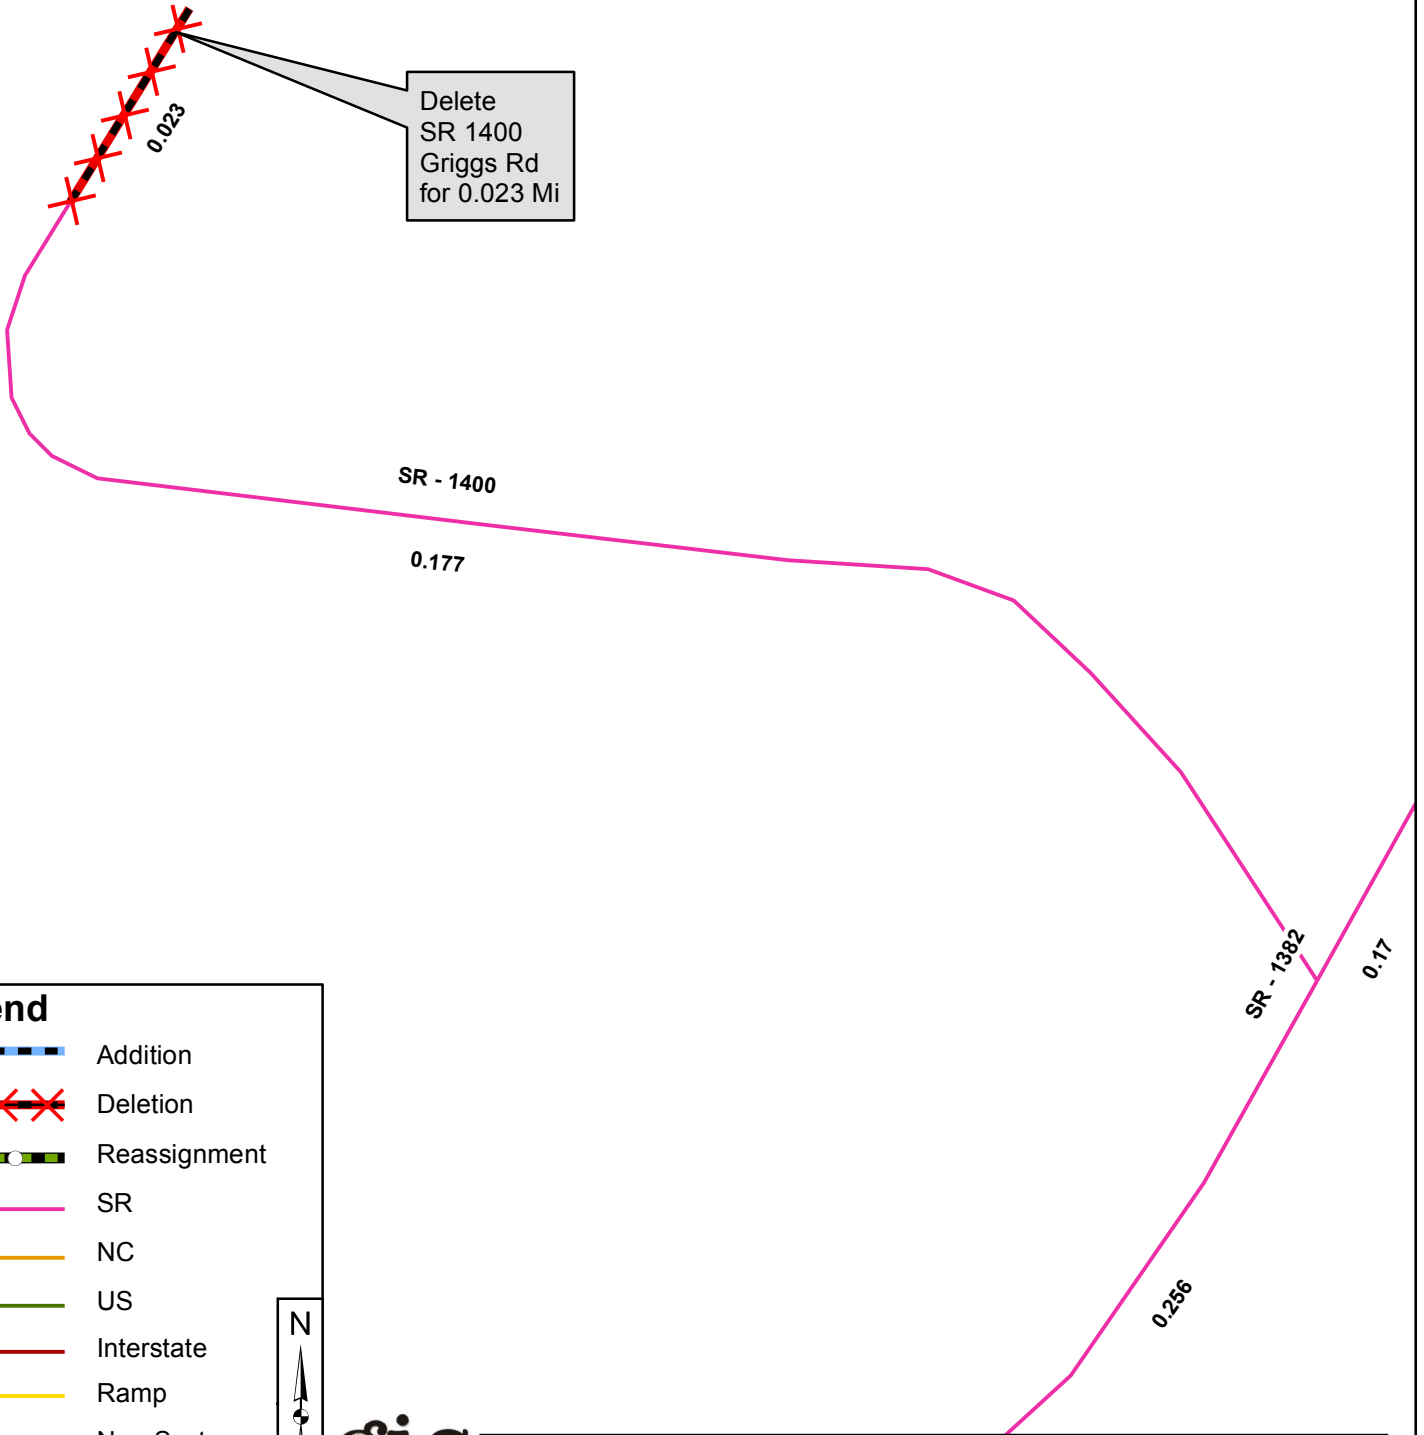 0.023
Delete
SR 1400
Griggs Rd
for 0.023 Mi
SR - 1400
0.177
SR - 1382
0.17
0.256
Addition
Deletion
Reassignment
SR
NC
US
Interstate
Ramp
N